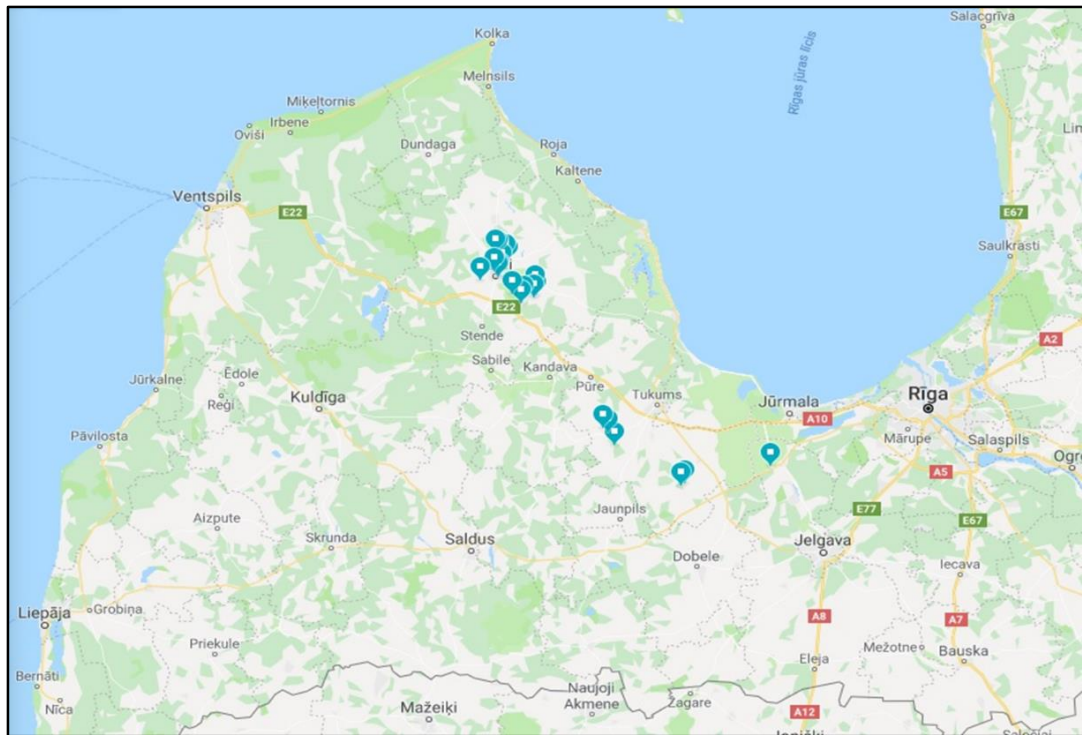 Salacgrīva
Kolka
Rīgas jūras līcis
Melnsils
Miķeļtornis
Irbene
Oviši
Dundaga
Roja
Kaltene
Ventspils
E22
E67
Saulkrasti
E22
Stende
A2
Sabile
Kandava
Pūre
Jūrkalne
Ēdole
Reģi
Kuldīga
Tukums
Jūrmala
Rīga
A10
Mārupe
Salaspils
Pāvilosta
A5
Ogre
Aizpute
Skrunda
Saldus
Jaunpils
E77
E67
Jelgava
Dobele
Iecava
Liepāja
Grobiņa
A8
A7
Priekule
Mežotne
Bauska
Eleja
Bernāti
Nīca
Mažeiķi
Naujoji
Akmene
Žagare
A12